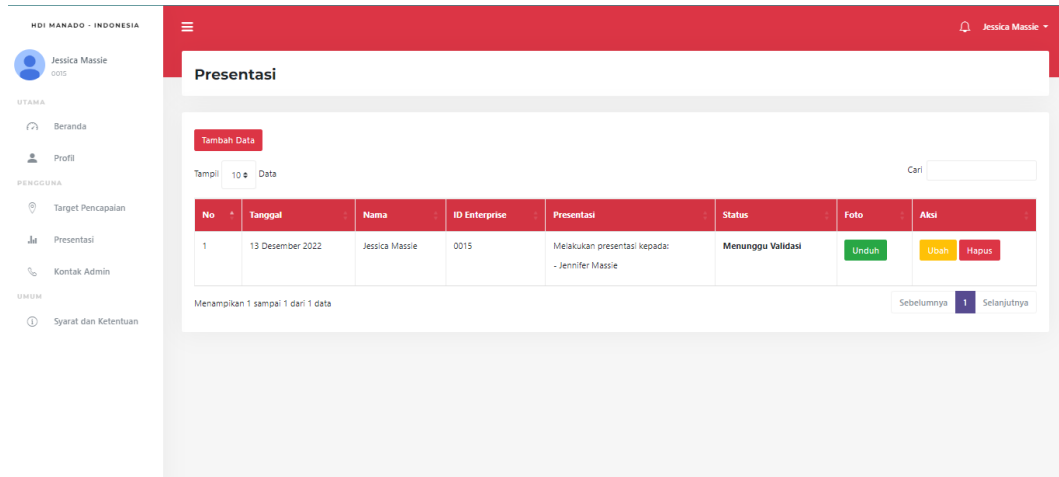 HDI MANADO - INDONESIA
Jessica Massie
Jessica Massie
0015
Presentasi
UTAMA
Beranda
Profil
PENGGUNA
Target Pencapaian
Presentasi
Kontak Admin
UMUM
Syarat dan Ketentuan
Tambah Data
Tampil 10 Data
Cari
No Tanggal Nama ID Enterprise Presentasi Status Foto Aksi
1 13 Desember 2022 Jessica Massie 0015 Melakukan presentasi kepada: Menunggu Validasi Unduh Ubah Hapus
- Jennifer Massie
Menampikan 1 sampai 1 dari 1 data
Sebelumnya 1 Selanjutnya